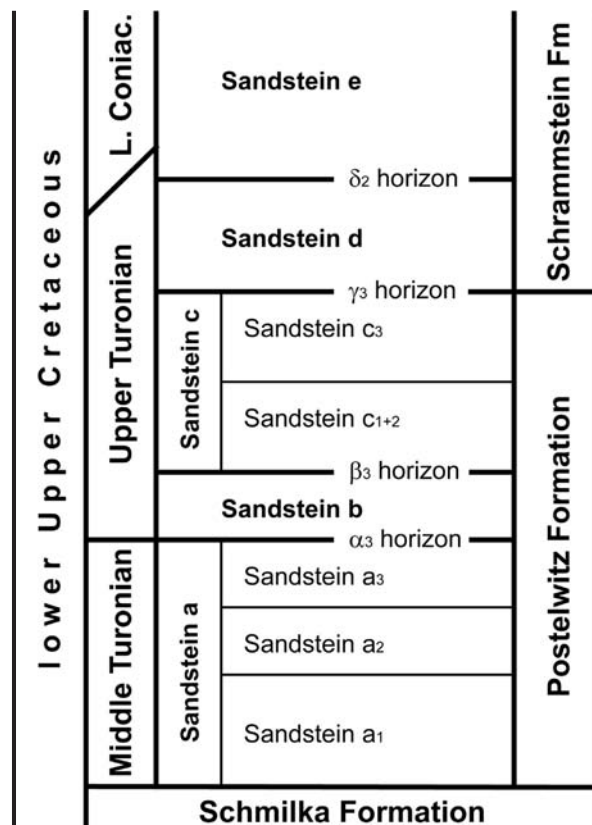 lower Upper Cretaceous
L. Coniac.
Upper Turonian
Middle Turonian
Sandstein e
δ2 horizon
Sandstein d
γ3 horizon
Sandstein c
Sandstein c3
Sandstein c1+2
β3 horizon
Sandstein b
α3 horizon
Sandstein a
Sandstein a3
Sandstein a2
Sandstein a1
Schrammstein Fm
Postelwitz Formation
Schmilka Formation